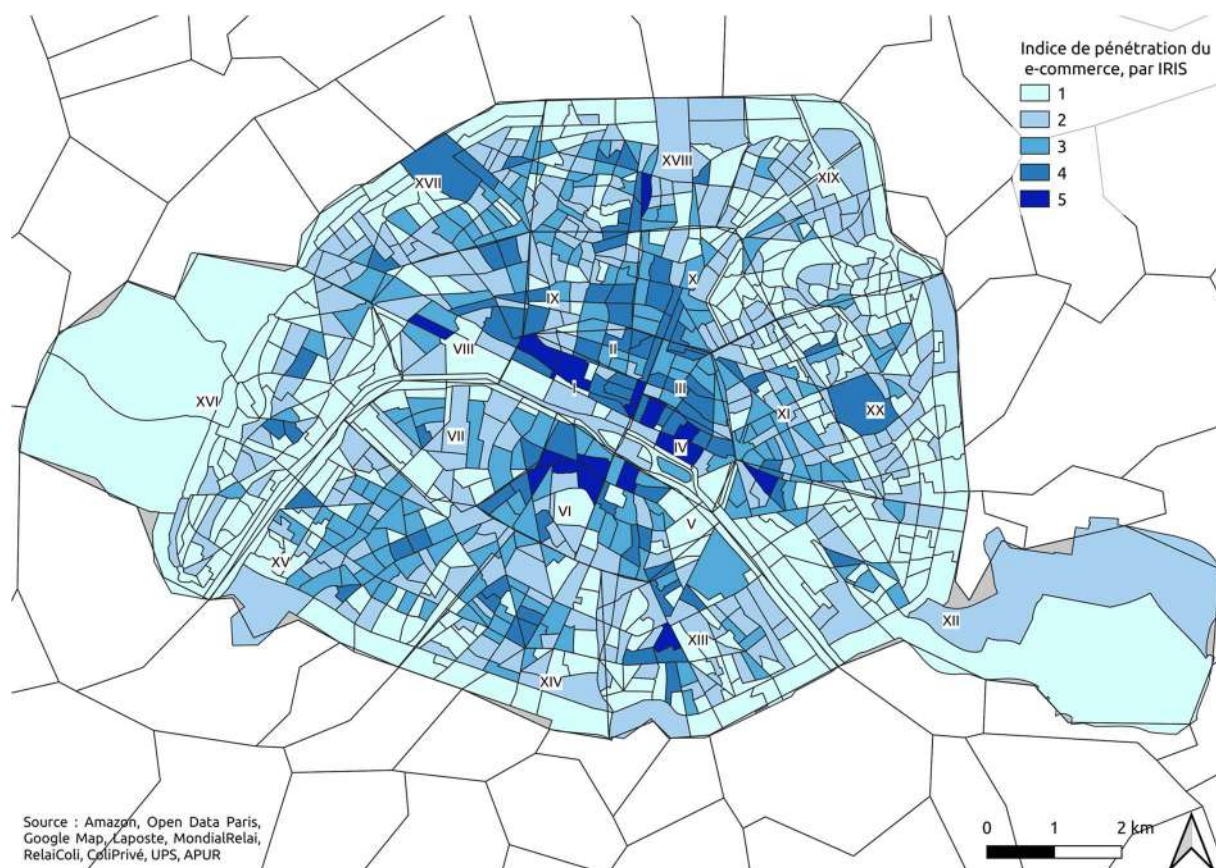 Indice de pénétration du
e-commerce, par IRIS
1
2
3
4
5
XVIII
XVII
XIX
X
IX
II
VIII
I
III
XVI
XI
XX
VII
IV
VI
V
XV
XII
XIII
XIV
Source : Amazon, Open Data Paris,
Google Map, Laposte, MondialRelai,
RelaiColi, ColiPrivé, UPS, APUR
0 1 2 km